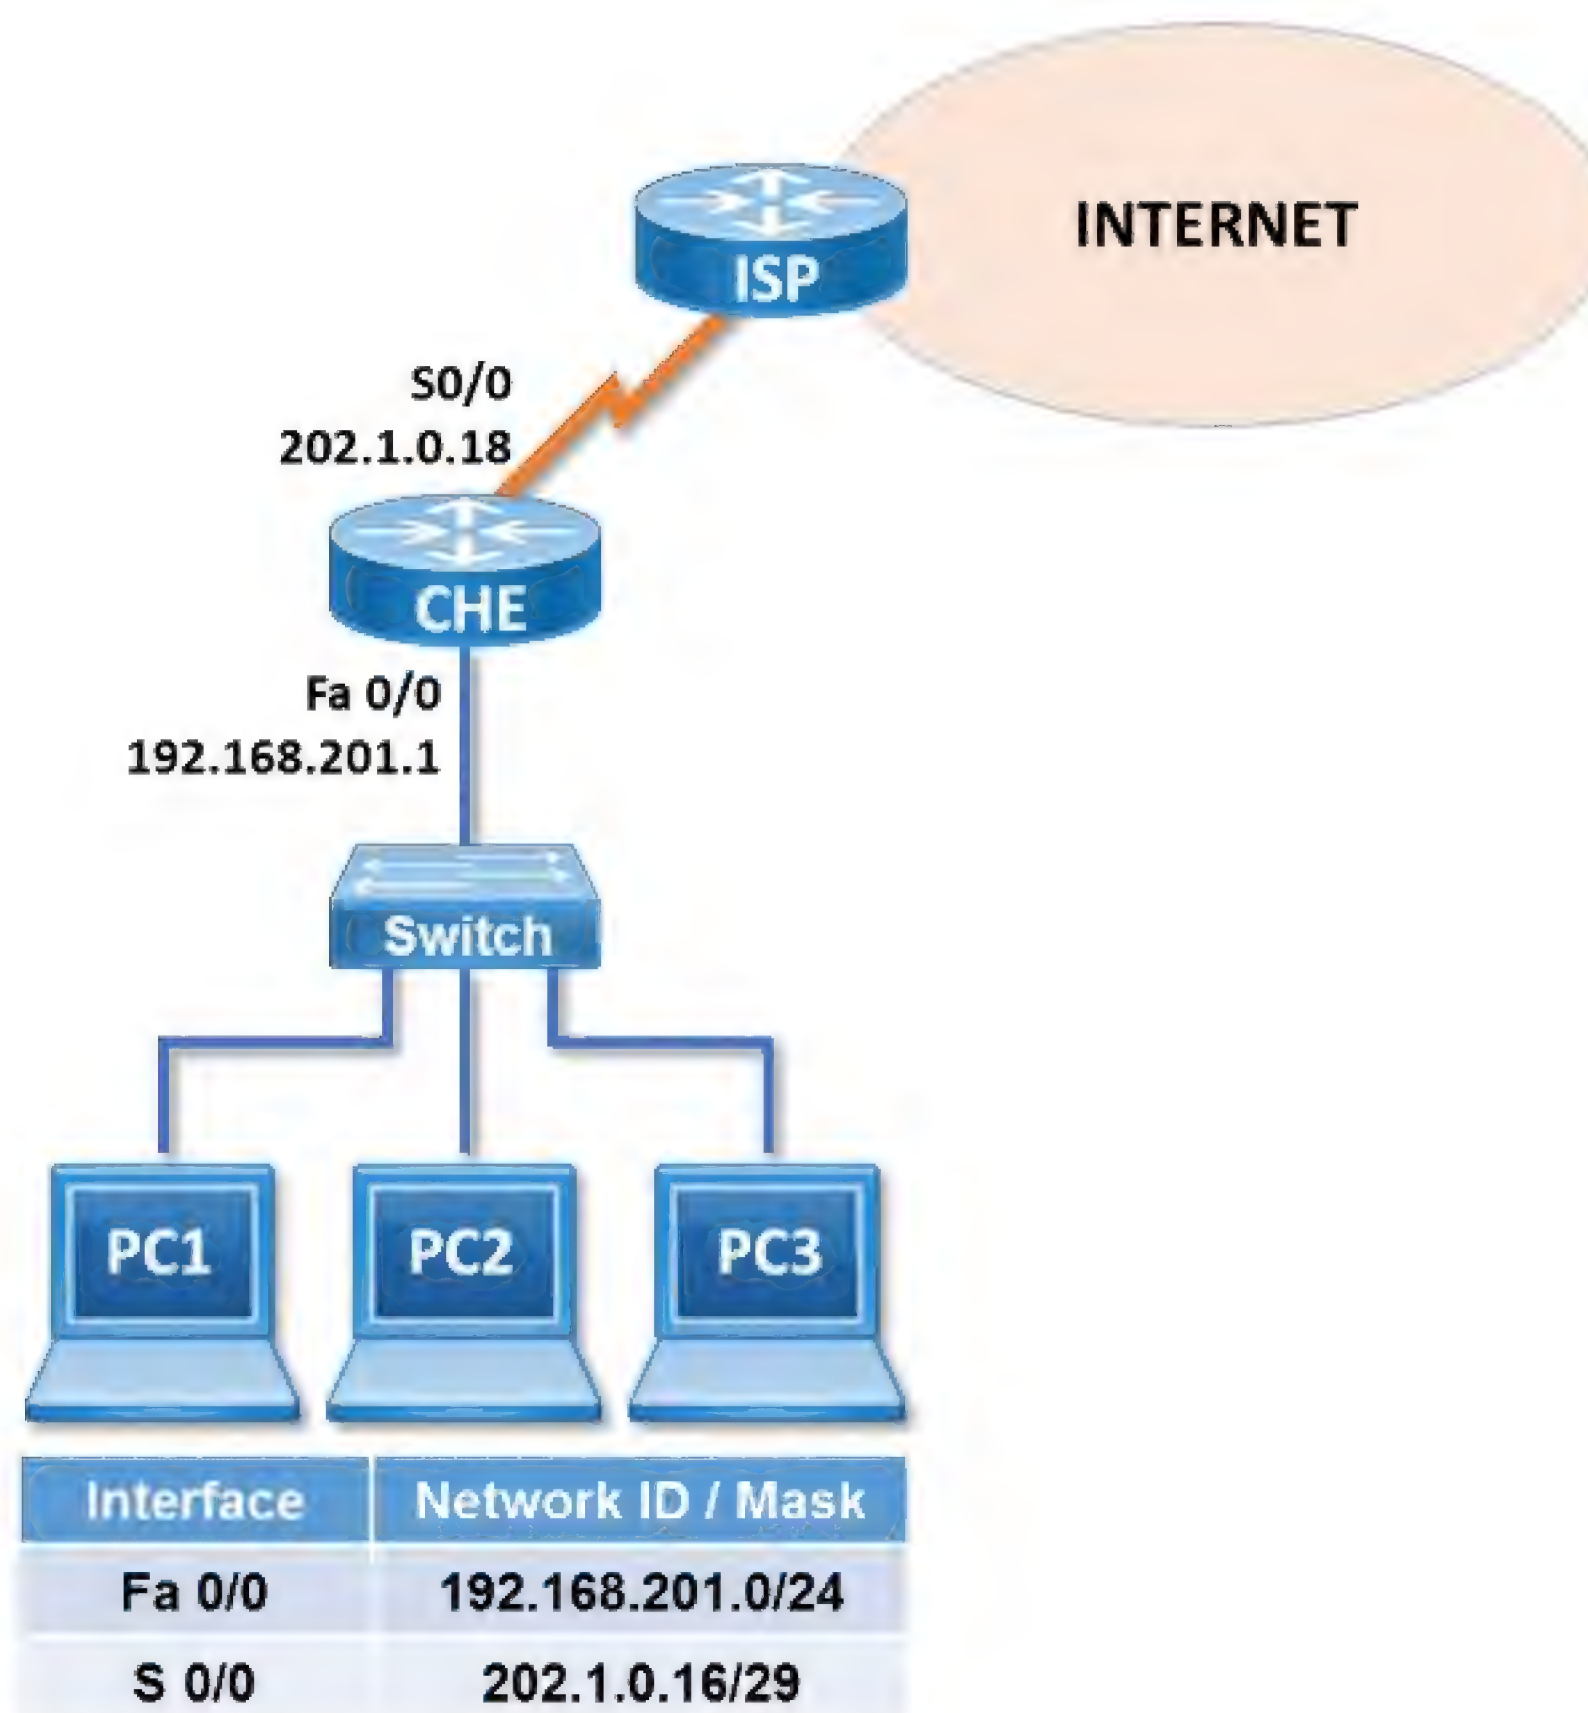 INTERNET
ISP
S0/0
202.1.0.18
CHE
Fa 0/0
192.168.201.1
Switch
PC1 PC2 PC3
Interface Network ID / Mask
Fa 0/0 192.168.201.0/24
S 0/0 202.1.0.16/29